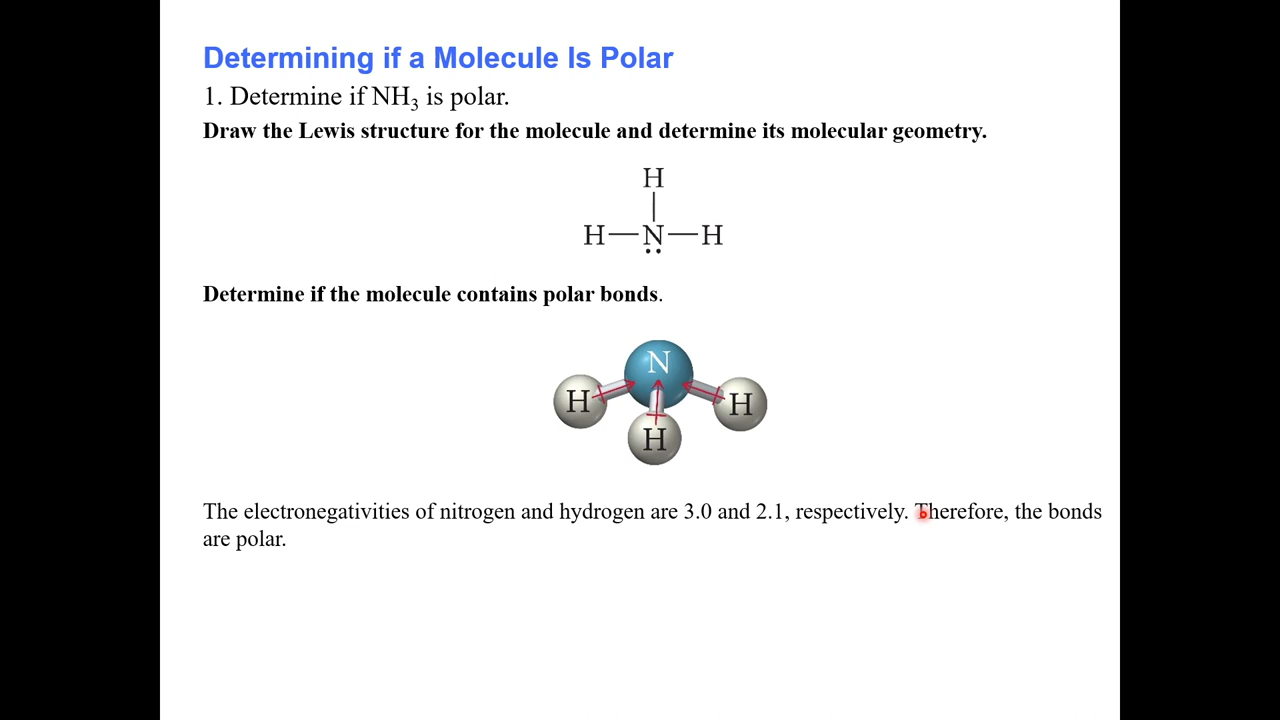 Determining if a Molecule Is Polar
1. Determine if NH₃ is polar.
Draw the Lewis structure for the molecule and determine its molecular geometry.
H
H—N—H
Determine if the molecule contains polar bonds.
N
H H
H
The electronegativities of nitrogen and hydrogen are 3.0 and 2.1, respectively. Therefore, the bonds
are polar.